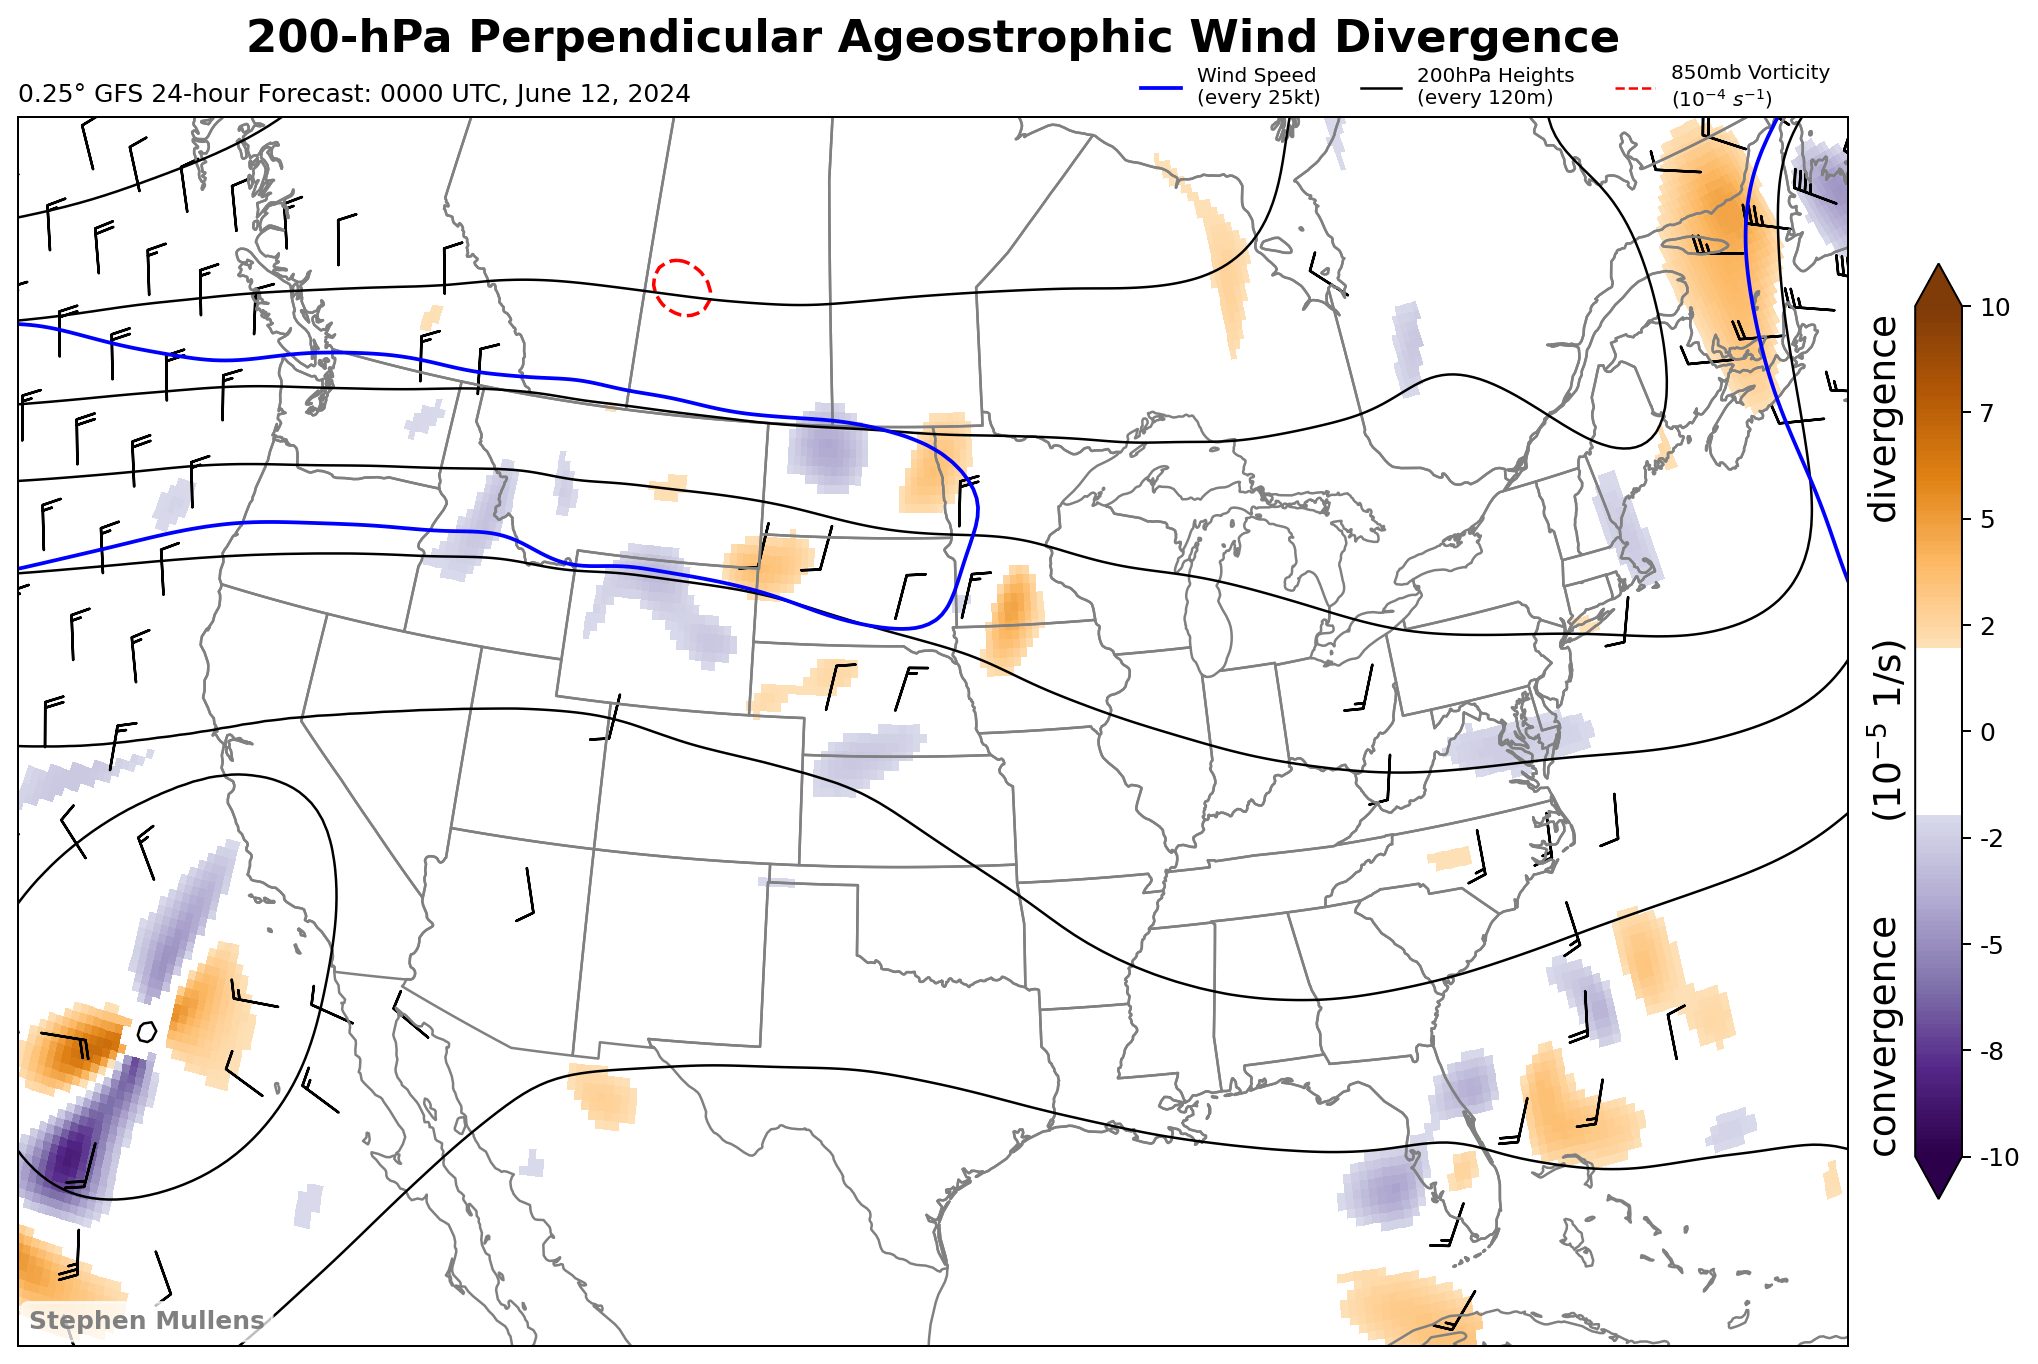 200-hPa Perpendicular Ageostrophic Wind Divergence
0.25° GFS 24-hour Forecast: 0000 UTC, June 12, 2024
Wind Speed
(every 25kt)
200hPa Heights
(every 120m)
850mb Vorticity
(10⁻⁴ s⁻¹)
10
7
5
2
0
-2
-5
-8
-10
convergence (10⁻⁵ 1/s) divergence
Stephen Mullens